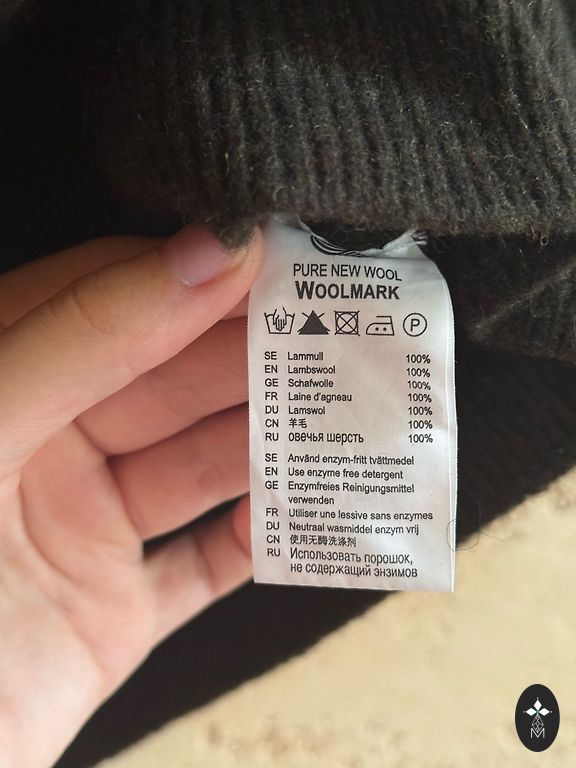 PURE NEW WOOL
WOOLMARK
P
SE Lammull 100%
EN Lambswool 100%
GE Schafwolle 100%
FR Laine d'agneau 100%
DU Lamswol 100%
CN 羊毛 100%
RU овечья шерсть 100%
SE Använd enzym-fritt tvättmedel
EN Use enzyme free detergent
GE Enzymfreies Reinigungsmittel
verwenden
FR Utiliser une lessive sans enzymes
DU Neutraal wasmiddel enzym vrij
CN 使用无酶洗涤剂
RU Использовать порошок,
не содержащий энзимов
M